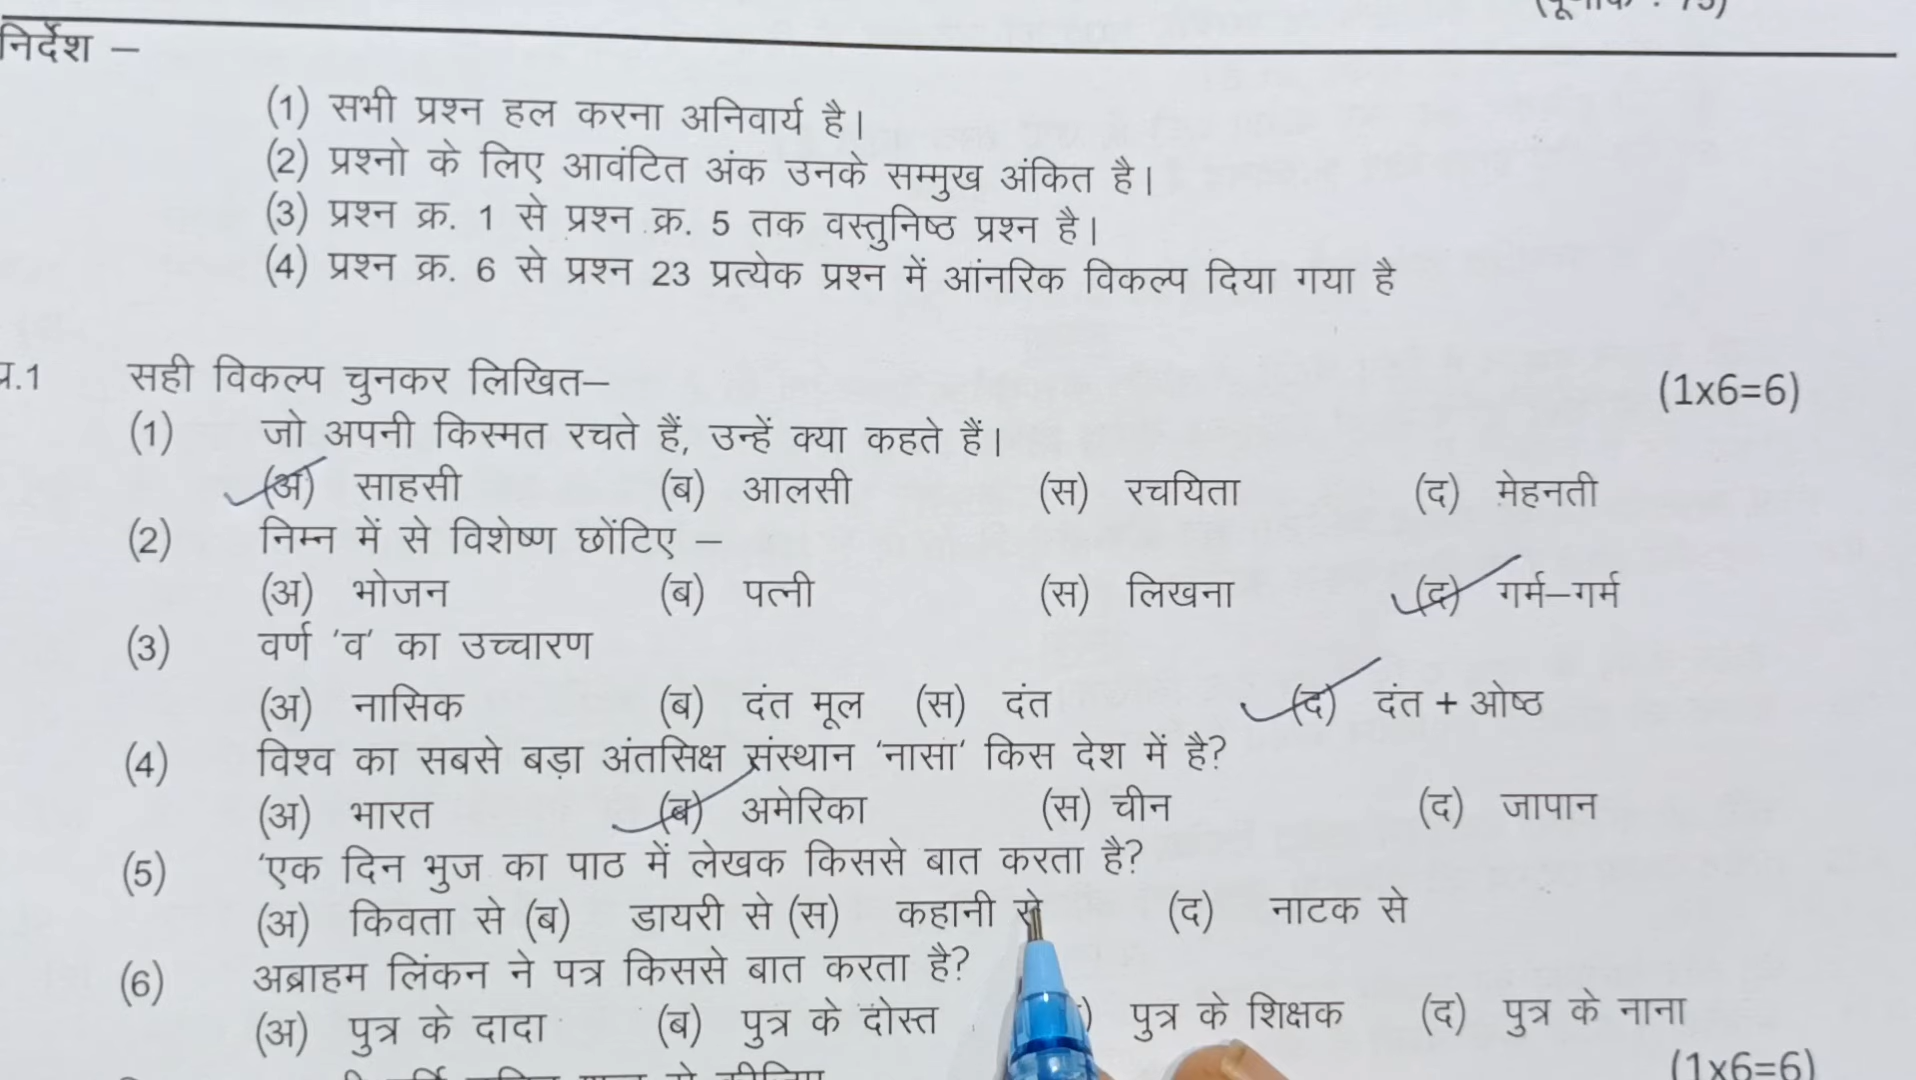 निर्देश –
(1) सभी प्रश्न हल करना अनिवार्य है।
(2) प्रश्नो के लिए आवंटित अंक उनके सम्मुख अंकित है।
(3) प्रश्न क्र. 1 से प्रश्न क्र. 5 तक वस्तुनिष्ठ प्रश्न है।
(4) प्रश्न क्र. 6 से प्रश्न 23 प्रत्येक प्रश्न में आंनरिक विकल्प दिया गया है
प्र.1 सही विकल्प चुनकर लिखित– (1x6=6)
(1) जो अपनी किस्मत रचते हैं, उन्हें क्या कहते हैं।
(अ) साहसी (ब) आलसी (स) रचयिता (द) मेहनती
(2) निम्न में से विशेष्ण छोंटिए –
(अ) भोजन (ब) पत्नी (स) लिखना (द) गर्म–गर्म
(3) वर्ण 'व' का उच्चारण
(अ) नासिक (ब) दंत मूल (स) दंत (द) दंत + ओष्ठ
(4) विश्व का सबसे बड़ा अंतसिक्ष संस्थान 'नासा' किस देश में है?
(अ) भारत (ब) अमेरिका (स) चीन (द) जापान
(5) 'एक दिन भुज का पाठ में लेखक किससे बात करता है?
(अ) किवता से (ब) डायरी से (स) कहानी से (द) नाटक से
(6) अब्राहम लिंकन ने पत्र किससे बात करता है?
(अ) पुत्र के दादा (ब) पुत्र के दोस्त ) पुत्र के शिक्षक (द) पुत्र के नाना
(1x6=6)